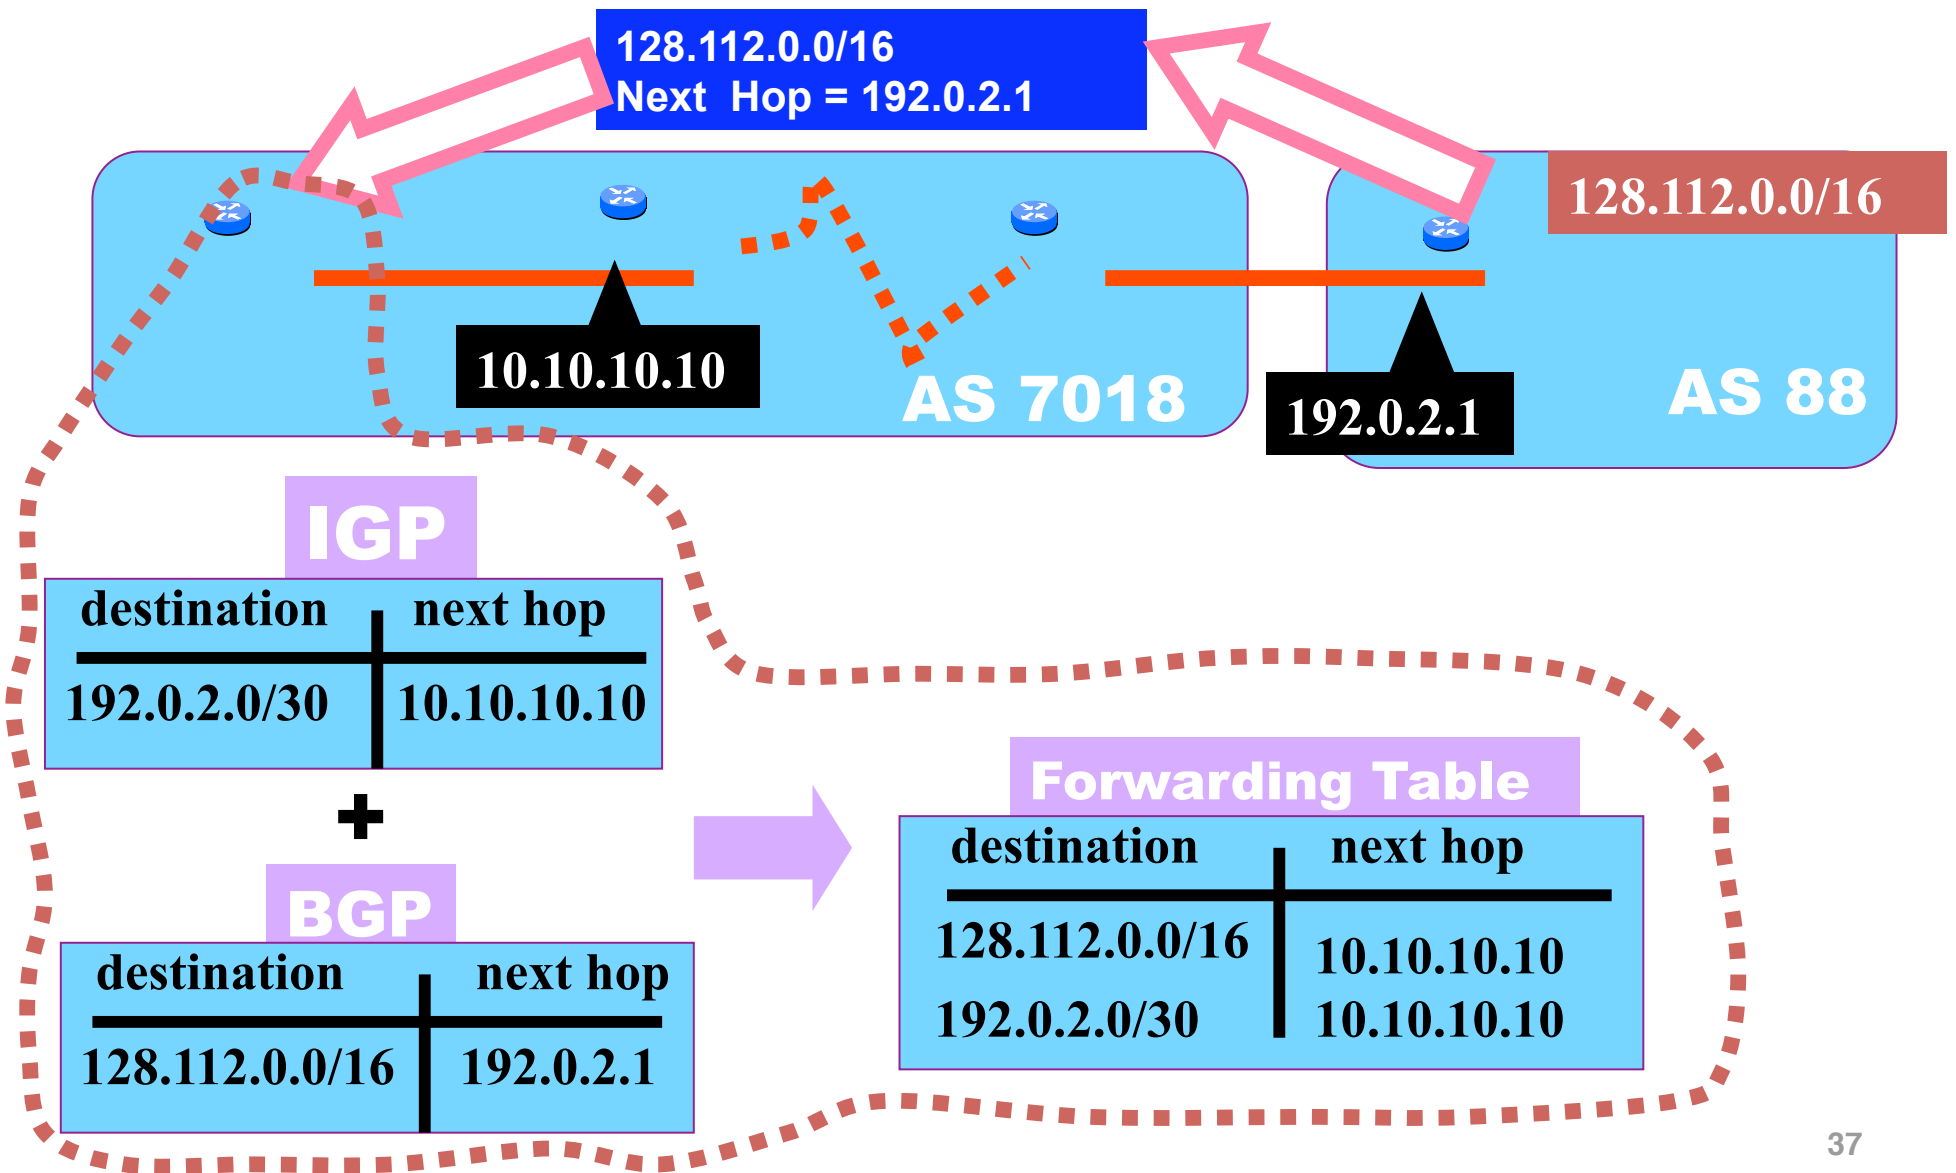 128.112.0.0/16
Next Hop = 192.0.2.1
128.112.0.0/16
10.10.10.10
AS 7018
192.0.2.1
AS 88
IGP
destination next hop
192.0.2.0/30 10.10.10.10
+
BGP
destination next hop
128.112.0.0/16 192.0.2.1
Forwarding Table
destination next hop
128.112.0.0/16 10.10.10.10
192.0.2.0/30 10.10.10.10
37